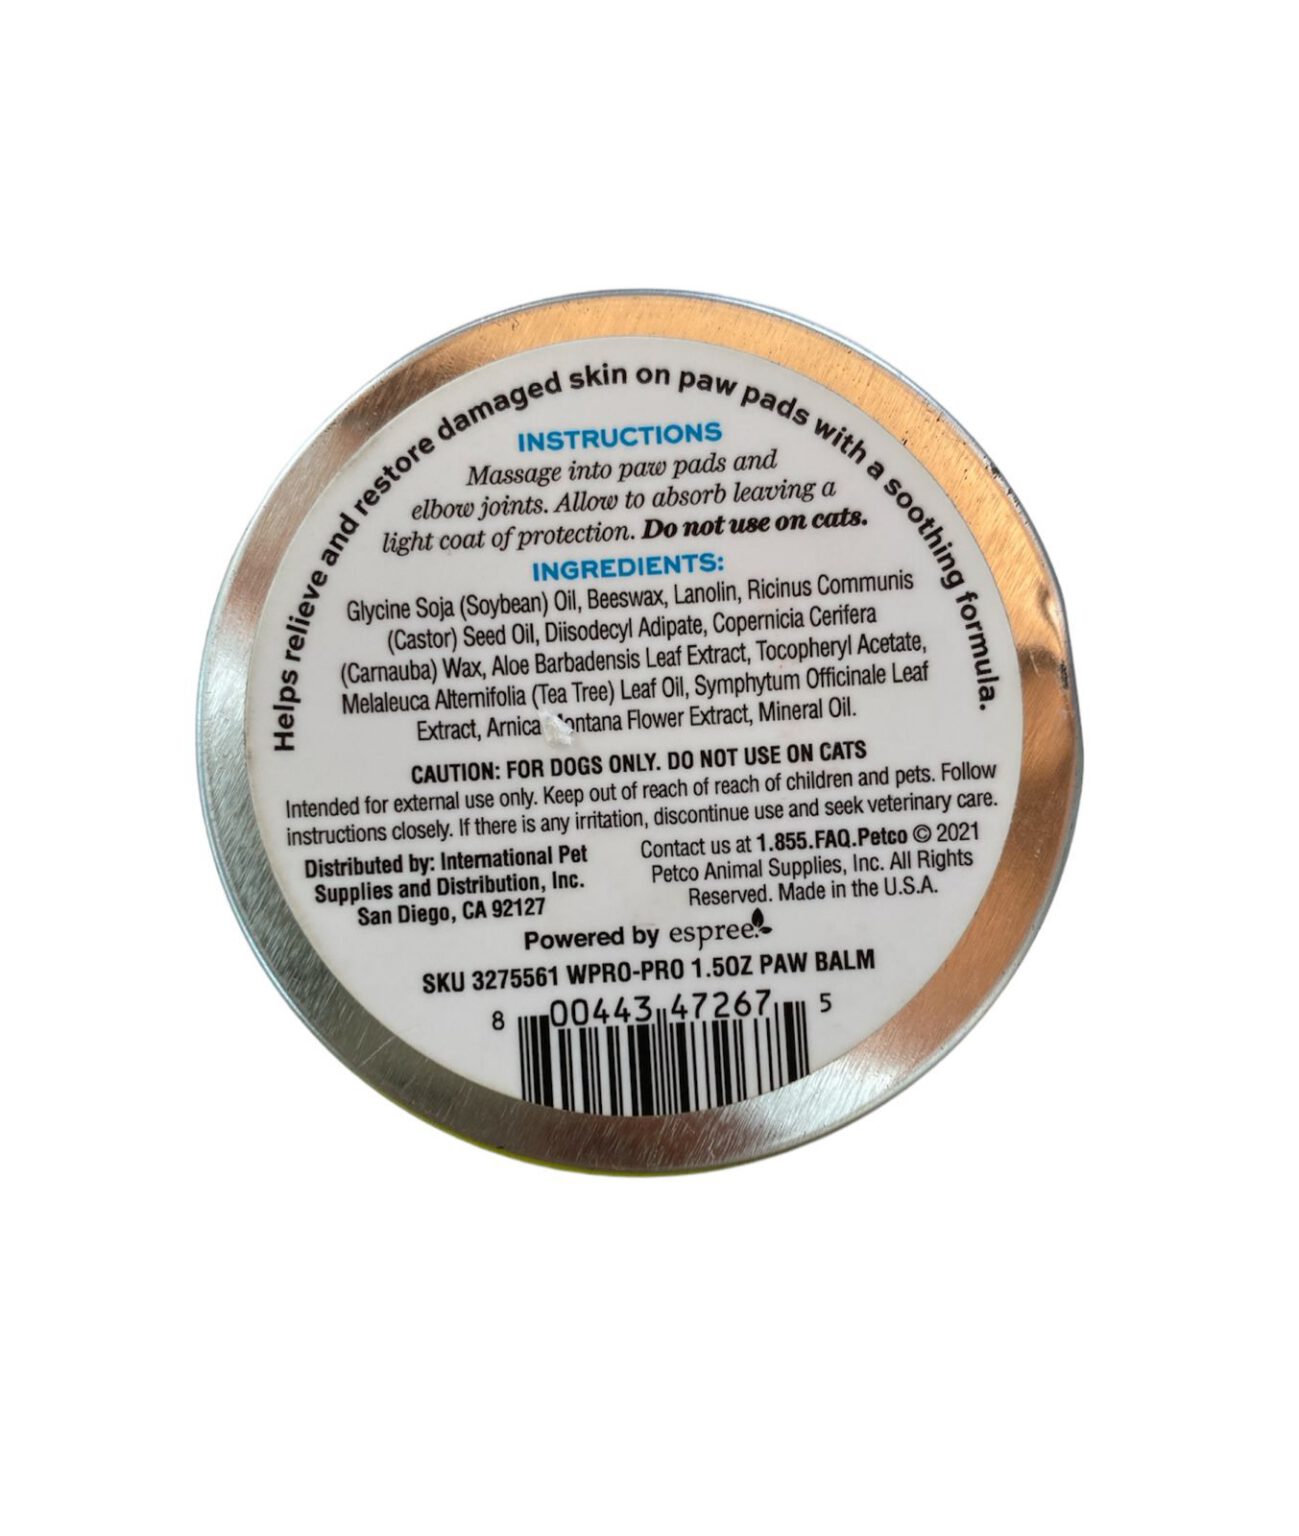 Helps relieve and restore damaged skin on paw pads with a soothing formula.
INSTRUCTIONS
Massage into paw pads and
elbow joints. Allow to absorb leaving a
light coat of protection. Do not use on cats.
INGREDIENTS:
Glycine Soja (Soybean) Oil, Beeswax, Lanolin, Ricinus Communis
(Castor) Seed Oil, Diisodecyl Adipate, Copernicia Cerifera
(Carnauba) Wax, Aloe Barbadensis Leaf Extract, Tocopheryl Acetate,
Melaleuca Alternifolia (Tea Tree) Leaf Oil, Symphytum Officinale Leaf
Extract, Arnica Flower Extract, Mineral Oil.
CAUTION: FOR DOGS ONLY. DO NOT USE ON CATS
Intended for external use only. Keep out of reach of reach of children and pets. Follow
instructions closely. If there is any irritation, discontinue use and seek veterinary care.
Distributed by: International Pet
Supplies and Distribution, Inc.
San Diego, CA 92127
Contact us at 1.855.FAQ.Petco © 2021
Petco Animal Supplies, Inc. All Rights
Reserved. Made in the U.S.A.
Powered by espree
SKU 3275561 WPRO-PRO 1.5OZ PAW BALM
8 00443 47267 5